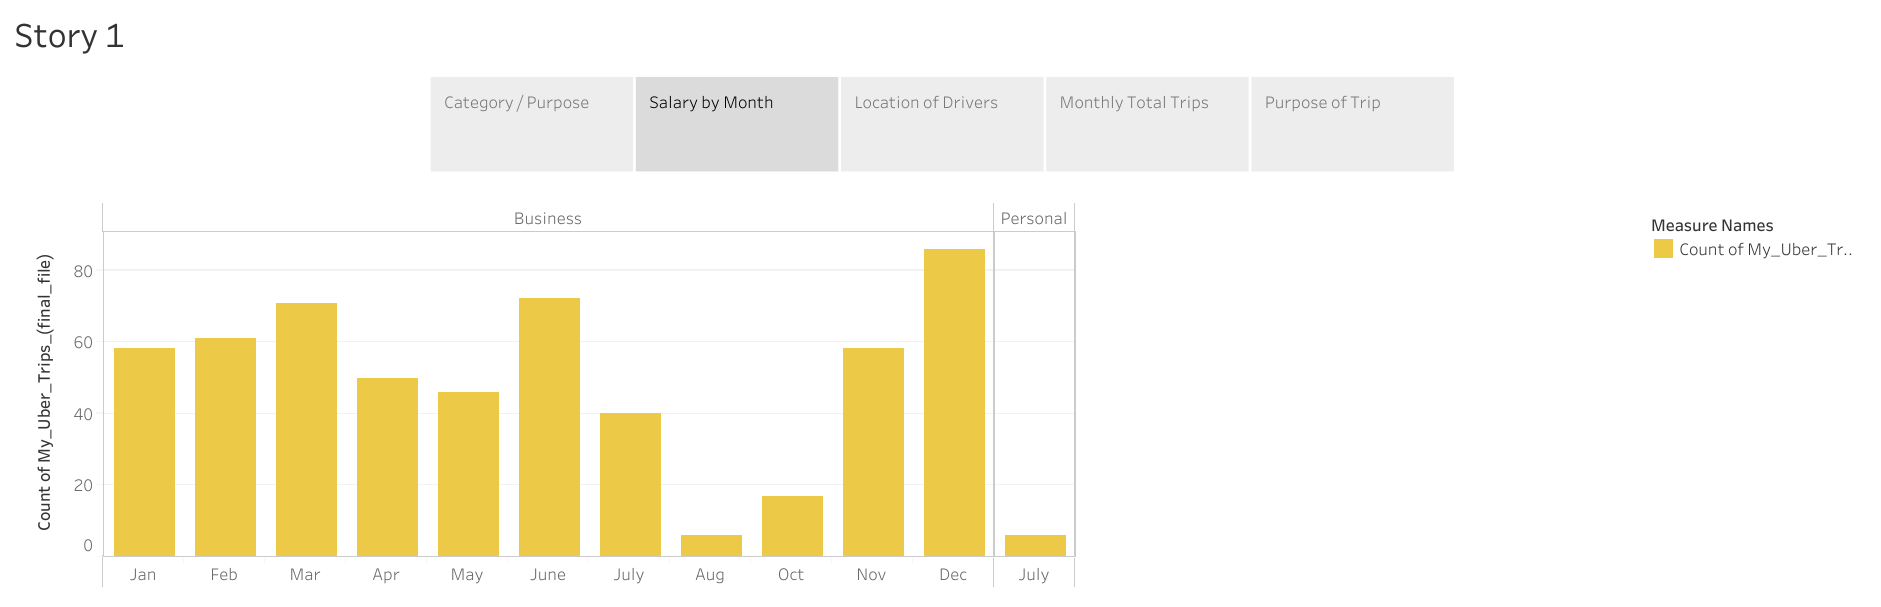 Story 1
Category / Purpose
Salary by Month
Location of Drivers
Monthly Total Trips
Purpose of Trip
Business
Personal
Measure Names
Count of My_Uber_Tr..
Count of My_Uber_Trips_(final_file)
80
60
40
20
0
Jan Feb Mar Apr May June July Aug Oct Nov Dec July